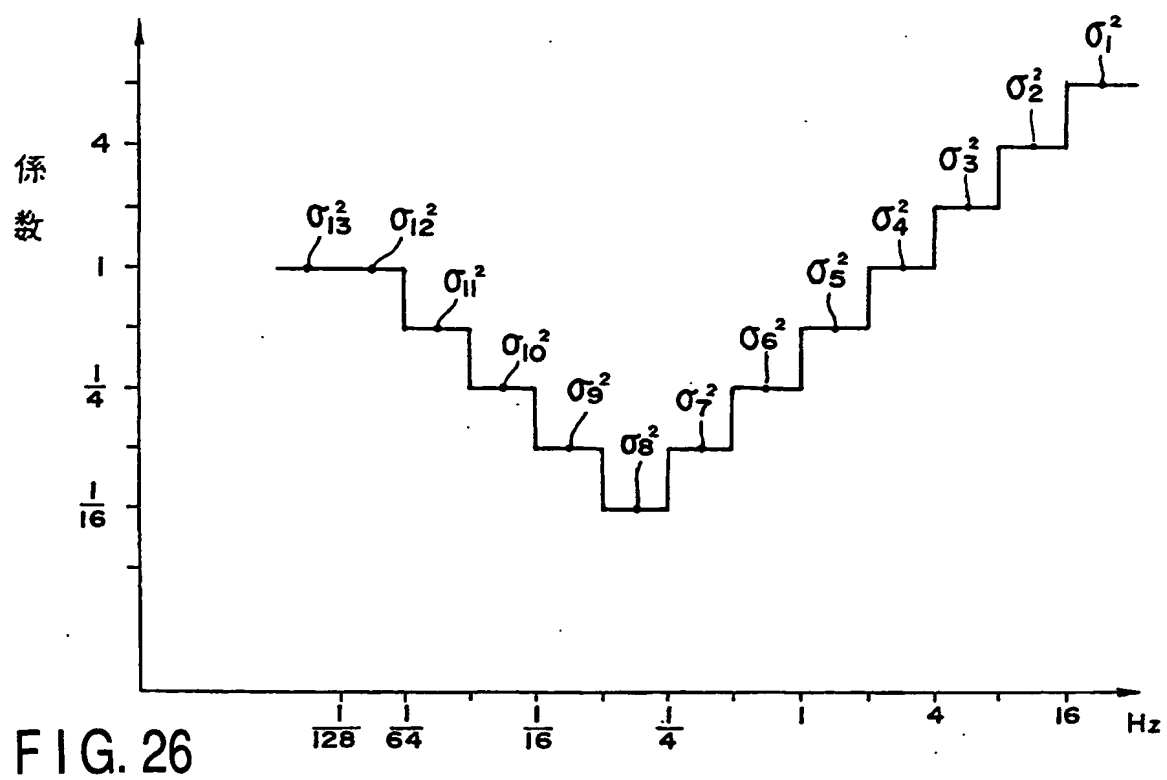 σ₁²
σ₂²
4
σ₃²
係
数
σ₁₃²
σ₁₂²
σ₄²
1
σ₁₁²
σ₅²
σ₁₀²
σ₆²
1/4
σ₉²
σ₇²
σ₈²
1/16
1/128 1/64 1/16 1/4 1 4 16 Hz
FIG. 26